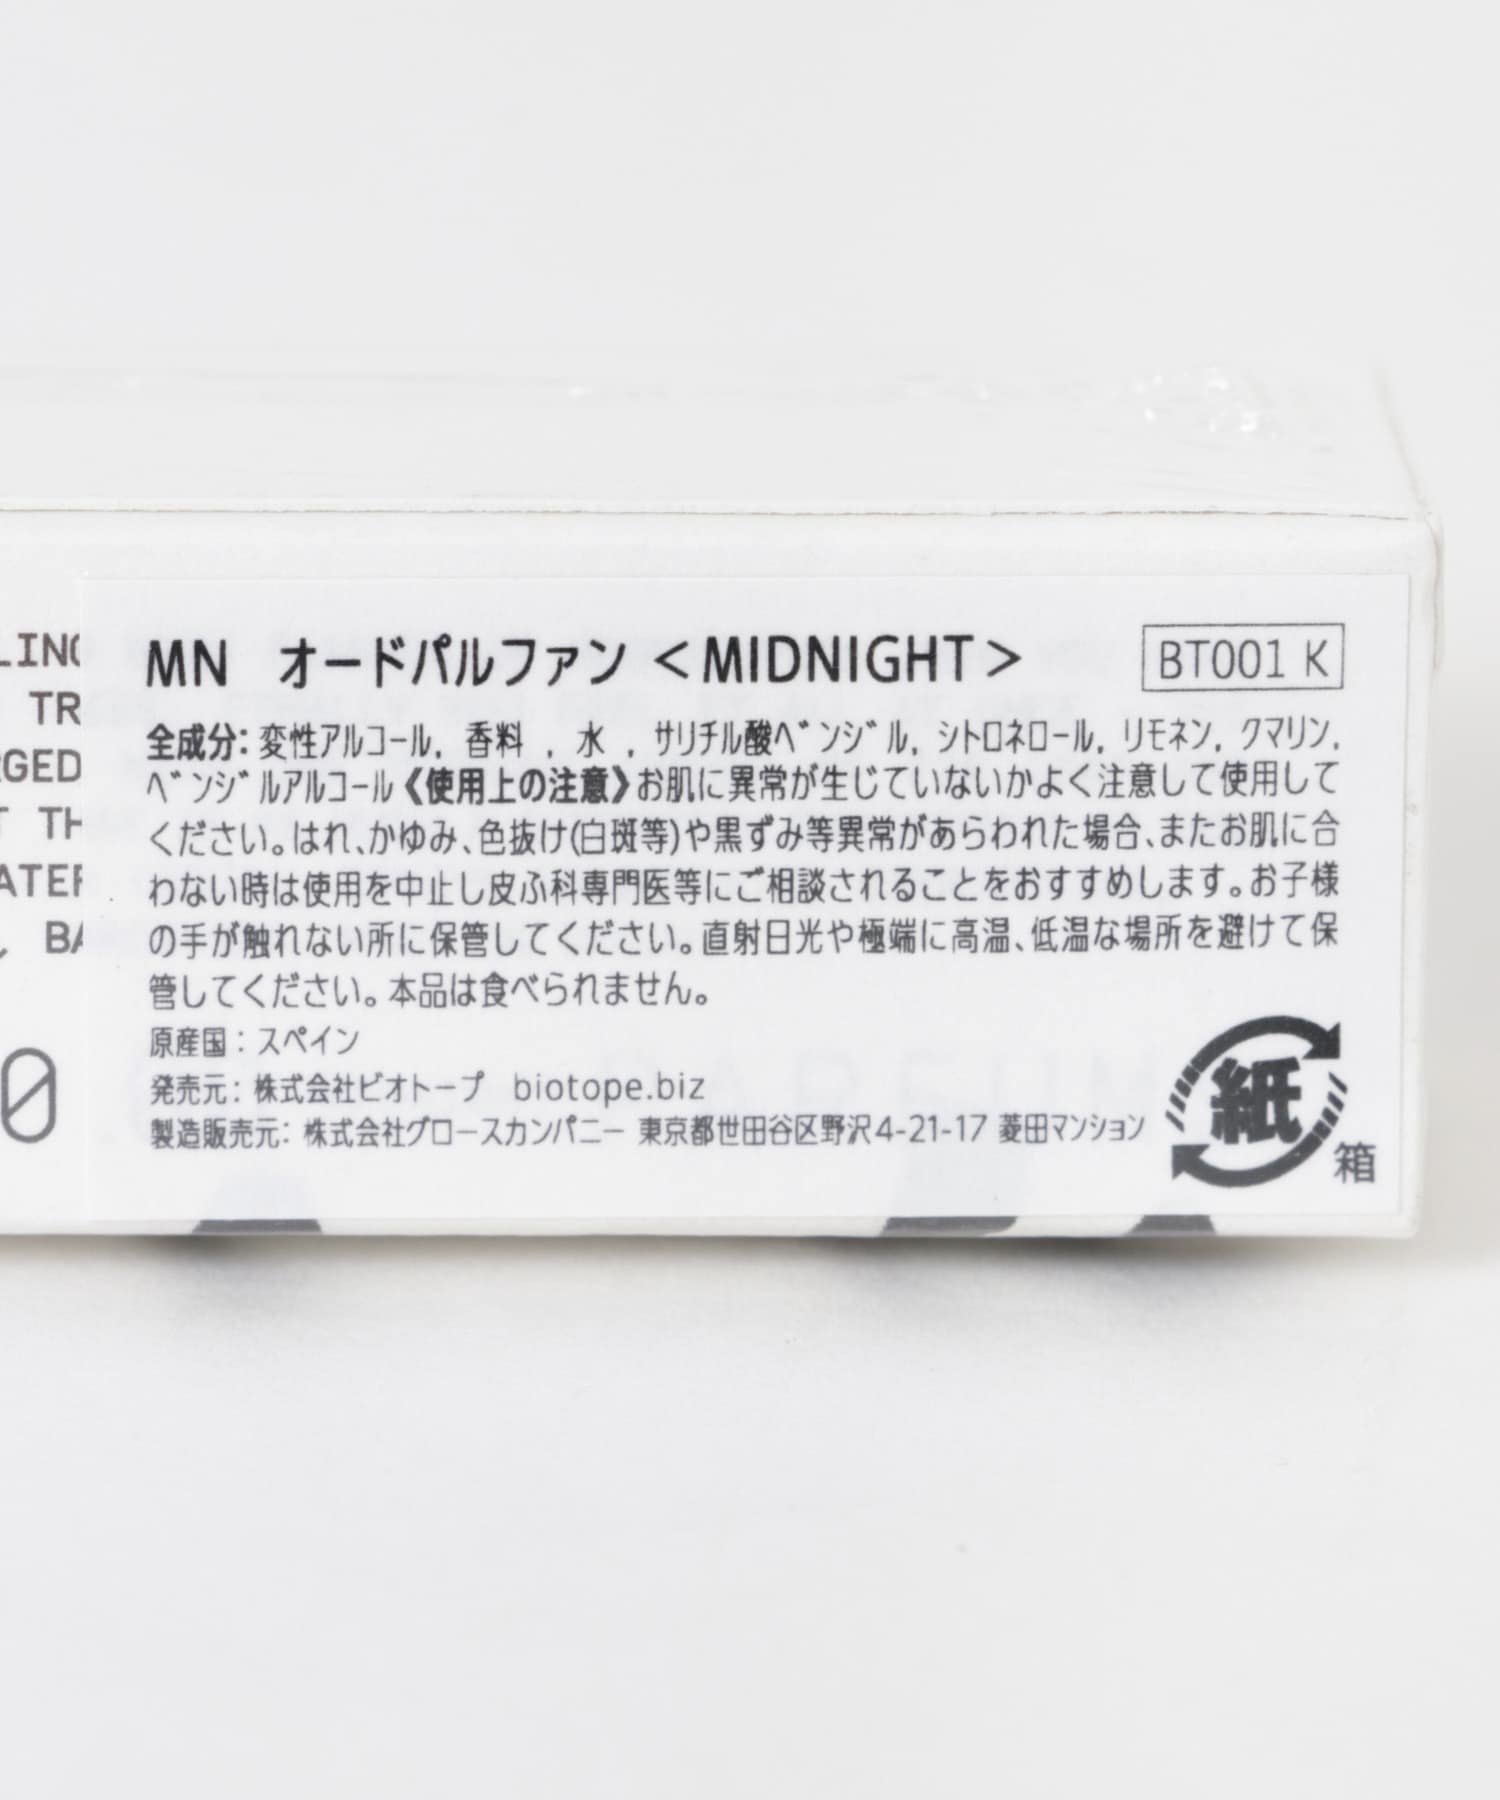 MN オードパルファン <MIDNIGHT> BT001 K
全成分: 変性アルコール, 香料 , 水 , サリチル酸ベンジル, シトロネロール, リモネン, クマリン,
ベンジルアルコール《使用上の注意》お肌に異常が生じていないかよく注意して使用して
ください。はれ、かゆみ、色抜け(白斑等)や黒ずみ等異常があらわれた場合、またお肌に合
わない時は使用を中止し皮ふ科専門医等にご相談されることをおすすめします。お子様
の手が触れない所に保管してください。直射日光や極端に高温、低温な場所を避けて保
管してください。本品は食べられません。
原産国：スペイン
発売元: 株式会社ビオトープ biotope.biz
製造販売元: 株式会社グロースカンパニー 東京都世田谷区野沢4-21-17 菱田マンション
紙
箱
TR
TH
BA
0